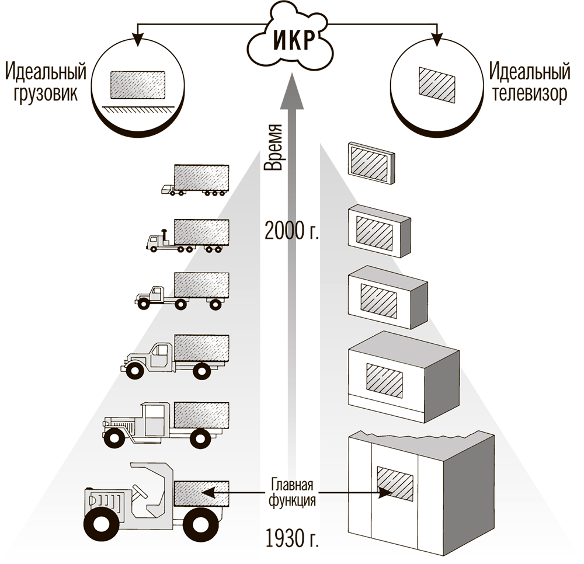 ИКР
Идеальный
грузовик
Идеальный
телевизор
Время
2000 г.
Главная
функция
1930 г.